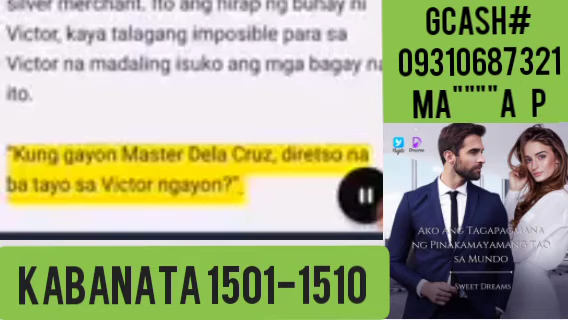 silver merchant. Ito ang hirap ng buhay ni
Victor, kaya talagang imposible para sa
Victor na madaling isuko ang mga bagay na
ito.
"Kung gayon Master Dela Cruz, diretso na
ba tayo sa Victor ngayon?".
GCASH#
09310687321
MA""""A P
AKO ANG TAGAPAGMANA
NG PINAKAMAYAMANG TAO
SA MUNDO
SWEET DREAMS
KABANATA 1501-1510